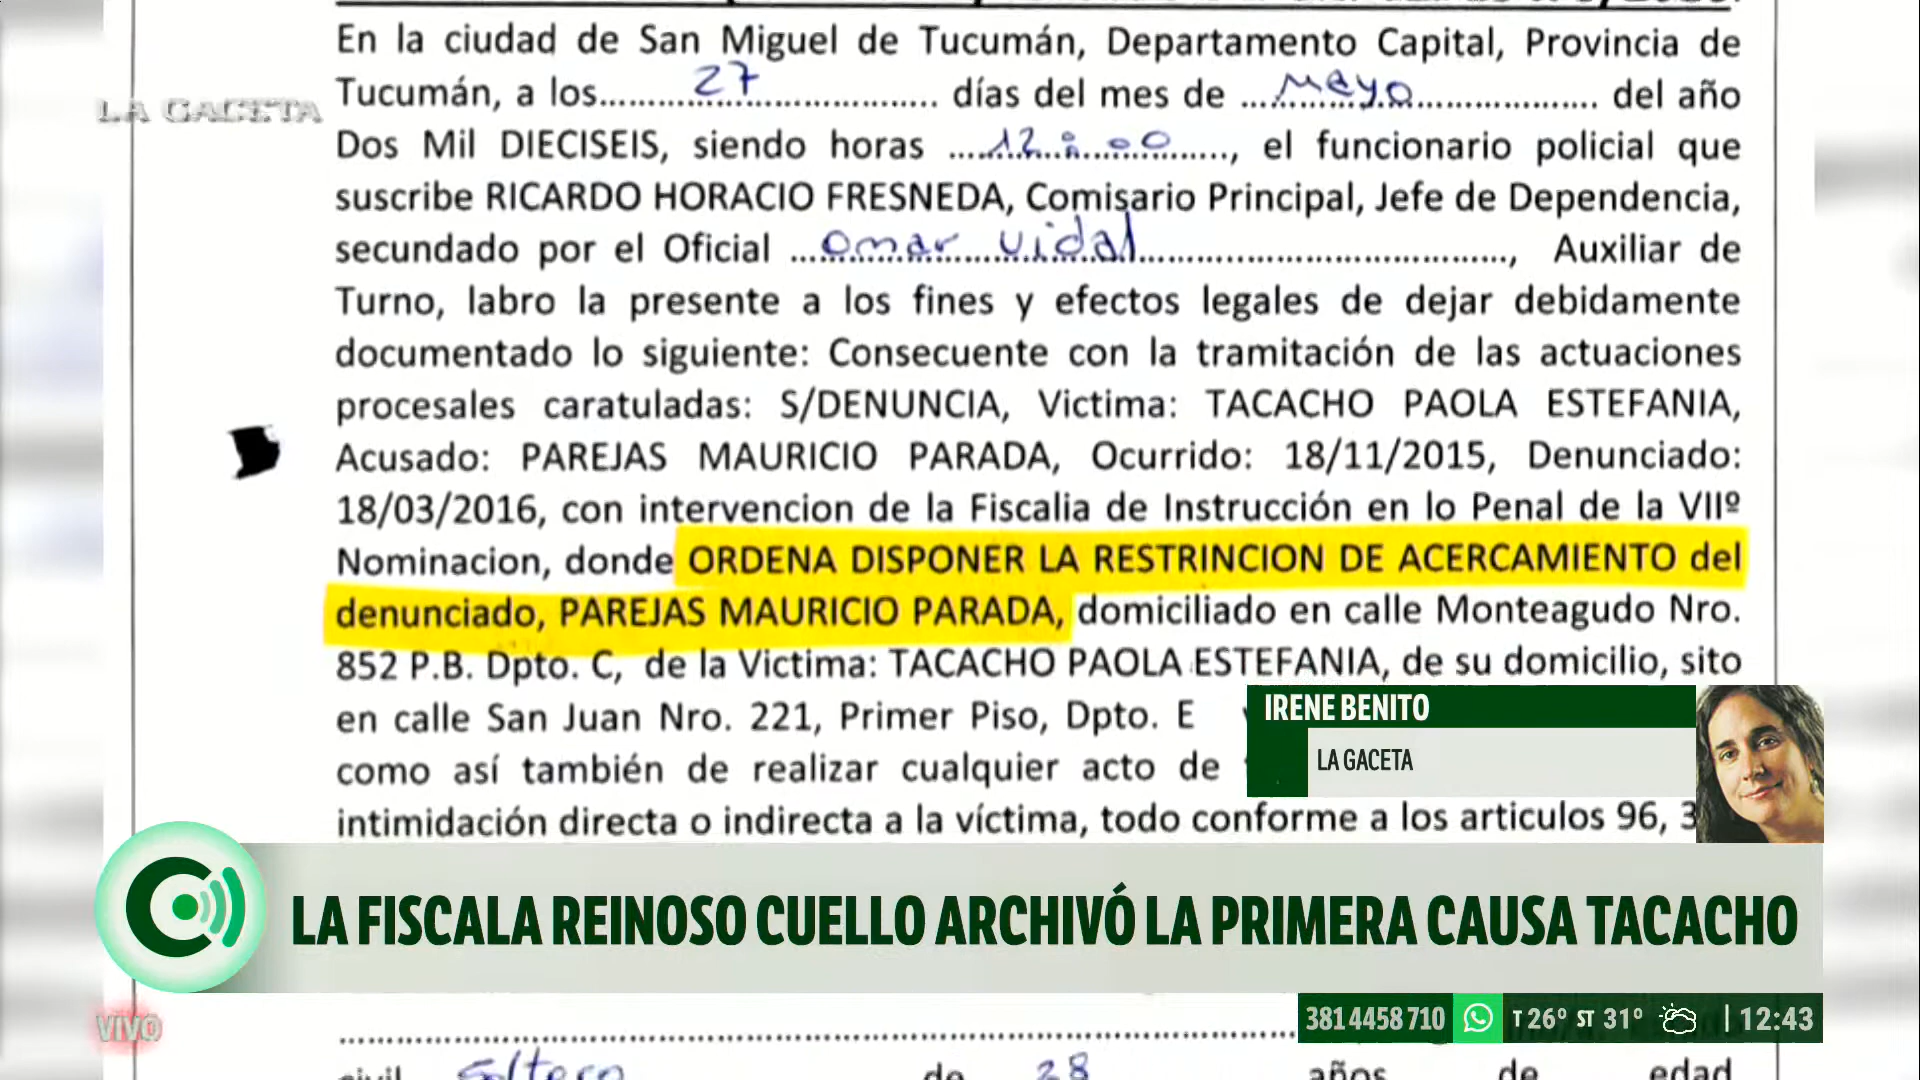 En la ciudad de San Miguel de Tucumán, Departamento Capital, Provincia de
Tucumán, a los 27 días del mes de Mayo del año
Dos Mil DIECISEIS, siendo horas 12:00, el funcionario policial que
suscribe RICARDO HORACIO FRESNEDA, Comisario Principal, Jefe de Dependencia,
secundado por el Oficial Omar Vidal, Auxiliar de
Turno, labro la presente a los fines y efectos legales de dejar debidamente
documentado lo siguiente: Consecuente con la tramitación de las actuaciones
procesales caratuladas: S/DENUNCIA, Victima: TACACHO PAOLA ESTEFANIA,
Acusado: PAREJAS MAURICIO PARADA, Ocurrido: 18/11/2015, Denunciado:
18/03/2016, con intervencion de la Fiscalia de Instrucción en lo Penal de la VIIº
Nominacion, donde ORDENA DISPONER LA RESTRINCION DE ACERCAMIENTO del
denunciado, PAREJAS MAURICIO PARADA, domiciliado en calle Monteagudo Nro.
852 P.B. Dpto. C, de la Victima: TACACHO PAOLA ESTEFANIA, de su domicilio, sito
en calle San Juan Nro. 221, Primer Piso, Dpto. E
como así también de realizar cualquier acto de
intimidación directa o indirecta a la víctima, todo conforme a los articulos 96, 3
LA GACETA
IRENE BENITO
LA GACETA
LA FISCALA REINOSO CUELLO ARCHIVÓ LA PRIMERA CAUSA TACACHO
VIVO
381 4458 710 T 26º ST 31º 12:43
civil Soltero de 28 años de edad